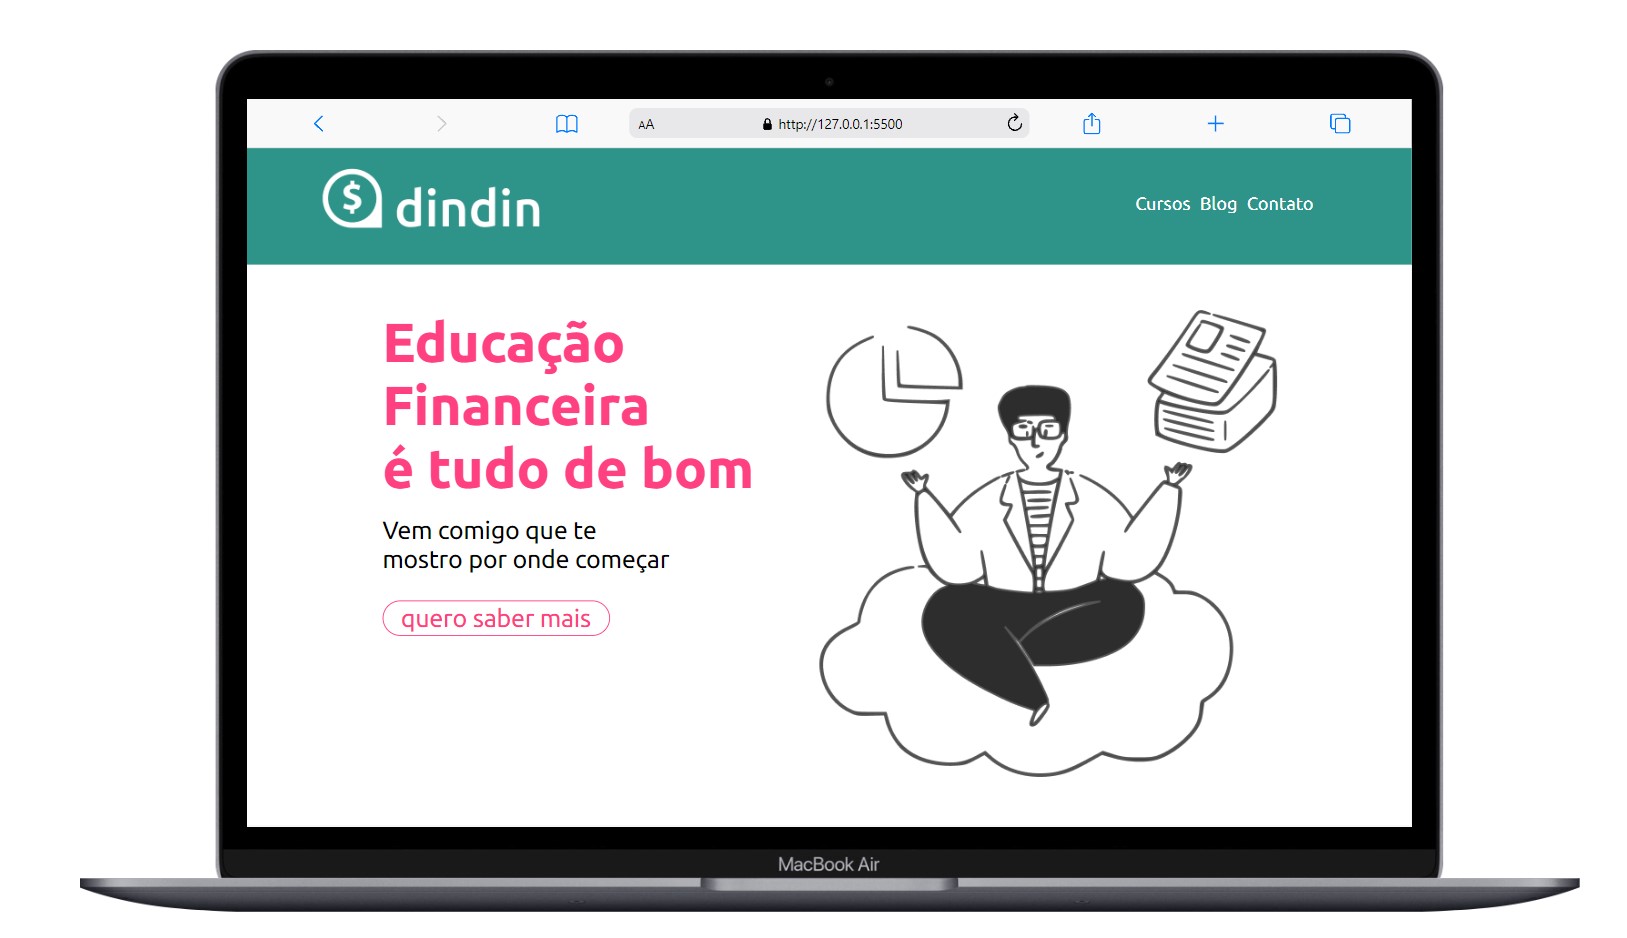 AA
http://127.0.0.1:5500
$ dindin
Cursos Blog Contato
Educação
Financeira
é tudo de bom
Vem comigo que te
mostro por onde começar
quero saber mais
MacBook Air